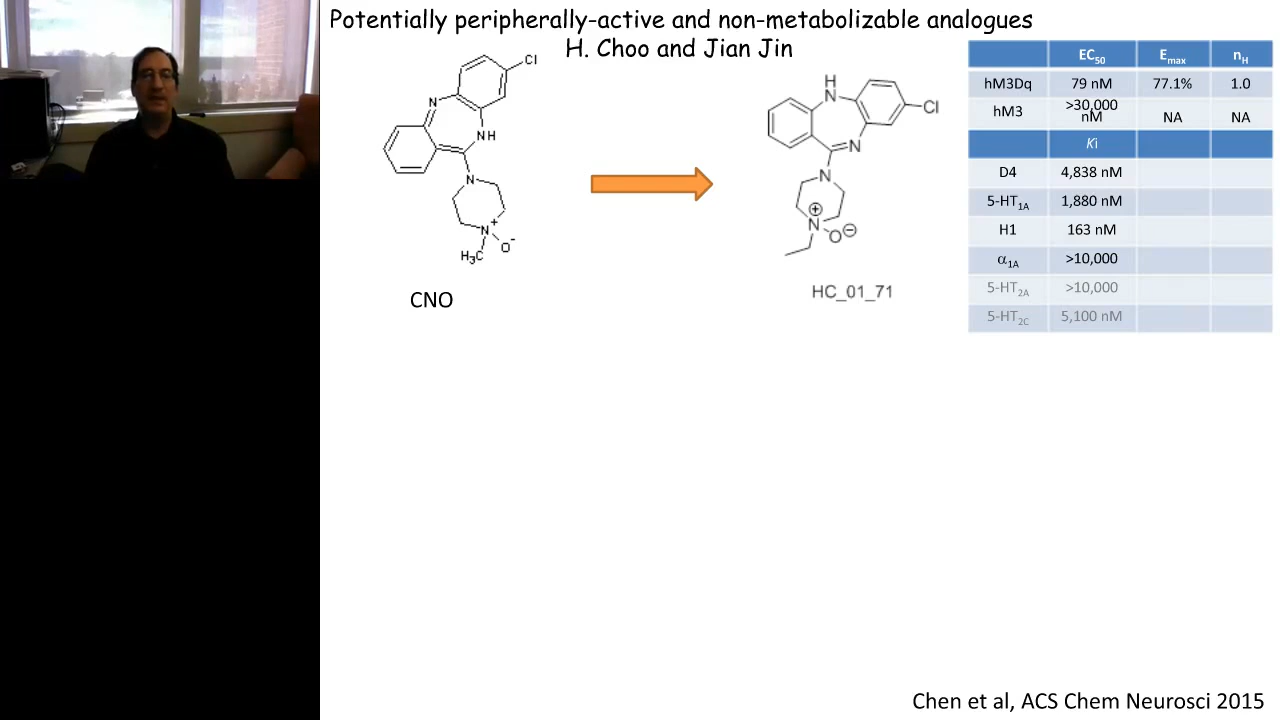 Potentially peripherally-active and non-metabolizable analogues
H. Choo and Jian Jin
Cl
N
NH
N
N
+
H₃C
O⁻
CNO
H
N
Cl
N
N
⊕
N
O⊖
HC_01_71
EC₅₀ Eₘₐₓ n_H
hM3Dq 79 nM 77.1% 1.0
hM3 >30,000 nM NA NA
Ki
D4 4,838 nM
5-HT₁A 1,880 nM
H1 163 nM
α₁A >10,000
5-HT₂A >10,000
5-HT₂C 5,100 nM
Chen et al, ACS Chem Neurosci 2015